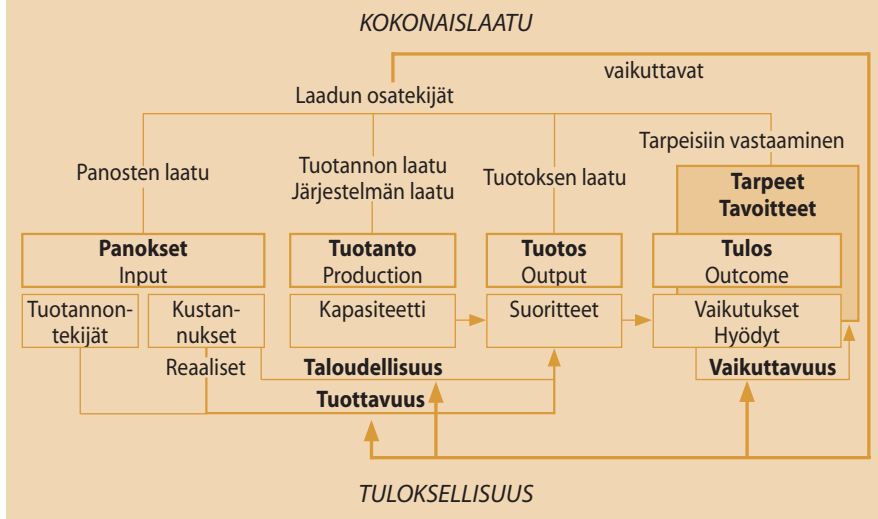 KOKONAISLAATU
vaikuttavat
Laadun osatekijät
Panosten laatu
Tuotannon laatu
Järjestelmän laatu
Tuotoksen laatu
Tarpeisiin vastaaminen
Tarpeet
Tavoitteet
Panokset
Input
Tuotanto
Production
Tuotos
Output
Tulos
Outcome
Tuotannon-
tekijät
Kustan-
nukset
Kapasiteetti
Suoritteet
Vaikutukset
Hyödyt
Reaaliset
Taloudellisuus
Vaikuttavuus
Tuottavuus
TULOKSELLISUUS